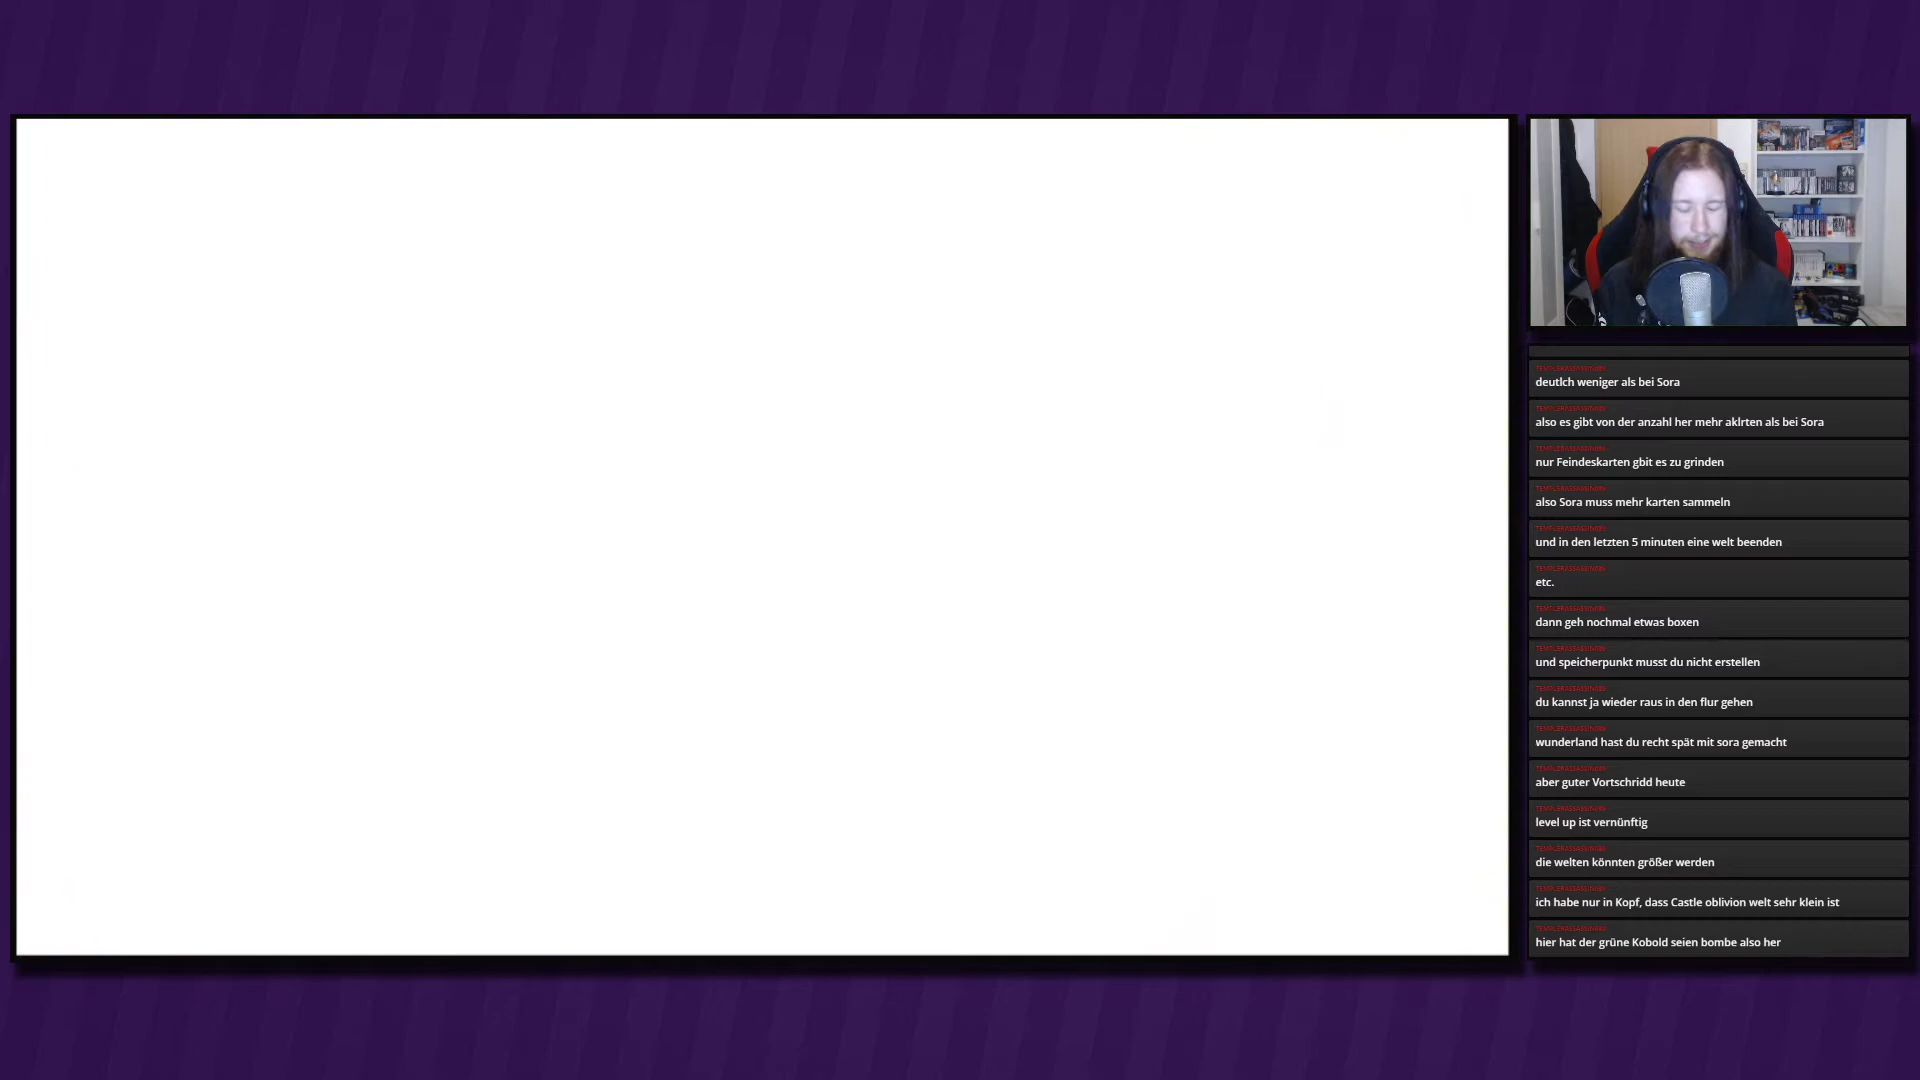 deutlch weniger als bei Sora
also es gibt von der anzahl her mehr aklrten als bei Sora
nur Feindeskarten gbit es zu grinden
also Sora muss mehr karten sammeln
und in den letzten 5 minuten eine welt beenden
etc.
dann geh nochmal etwas boxen
und speicherpunkt musst du nicht erstellen
du kannst ja wieder raus in den flur gehen
wunderland hast du recht spät mit sora gemacht
aber guter Vortschridd heute
level up ist vernünftig
die welten könnten größer werden
ich habe nur in Kopf, dass Castle oblivion welt sehr klein ist
hier hat der grüne Kobold seien bombe also her